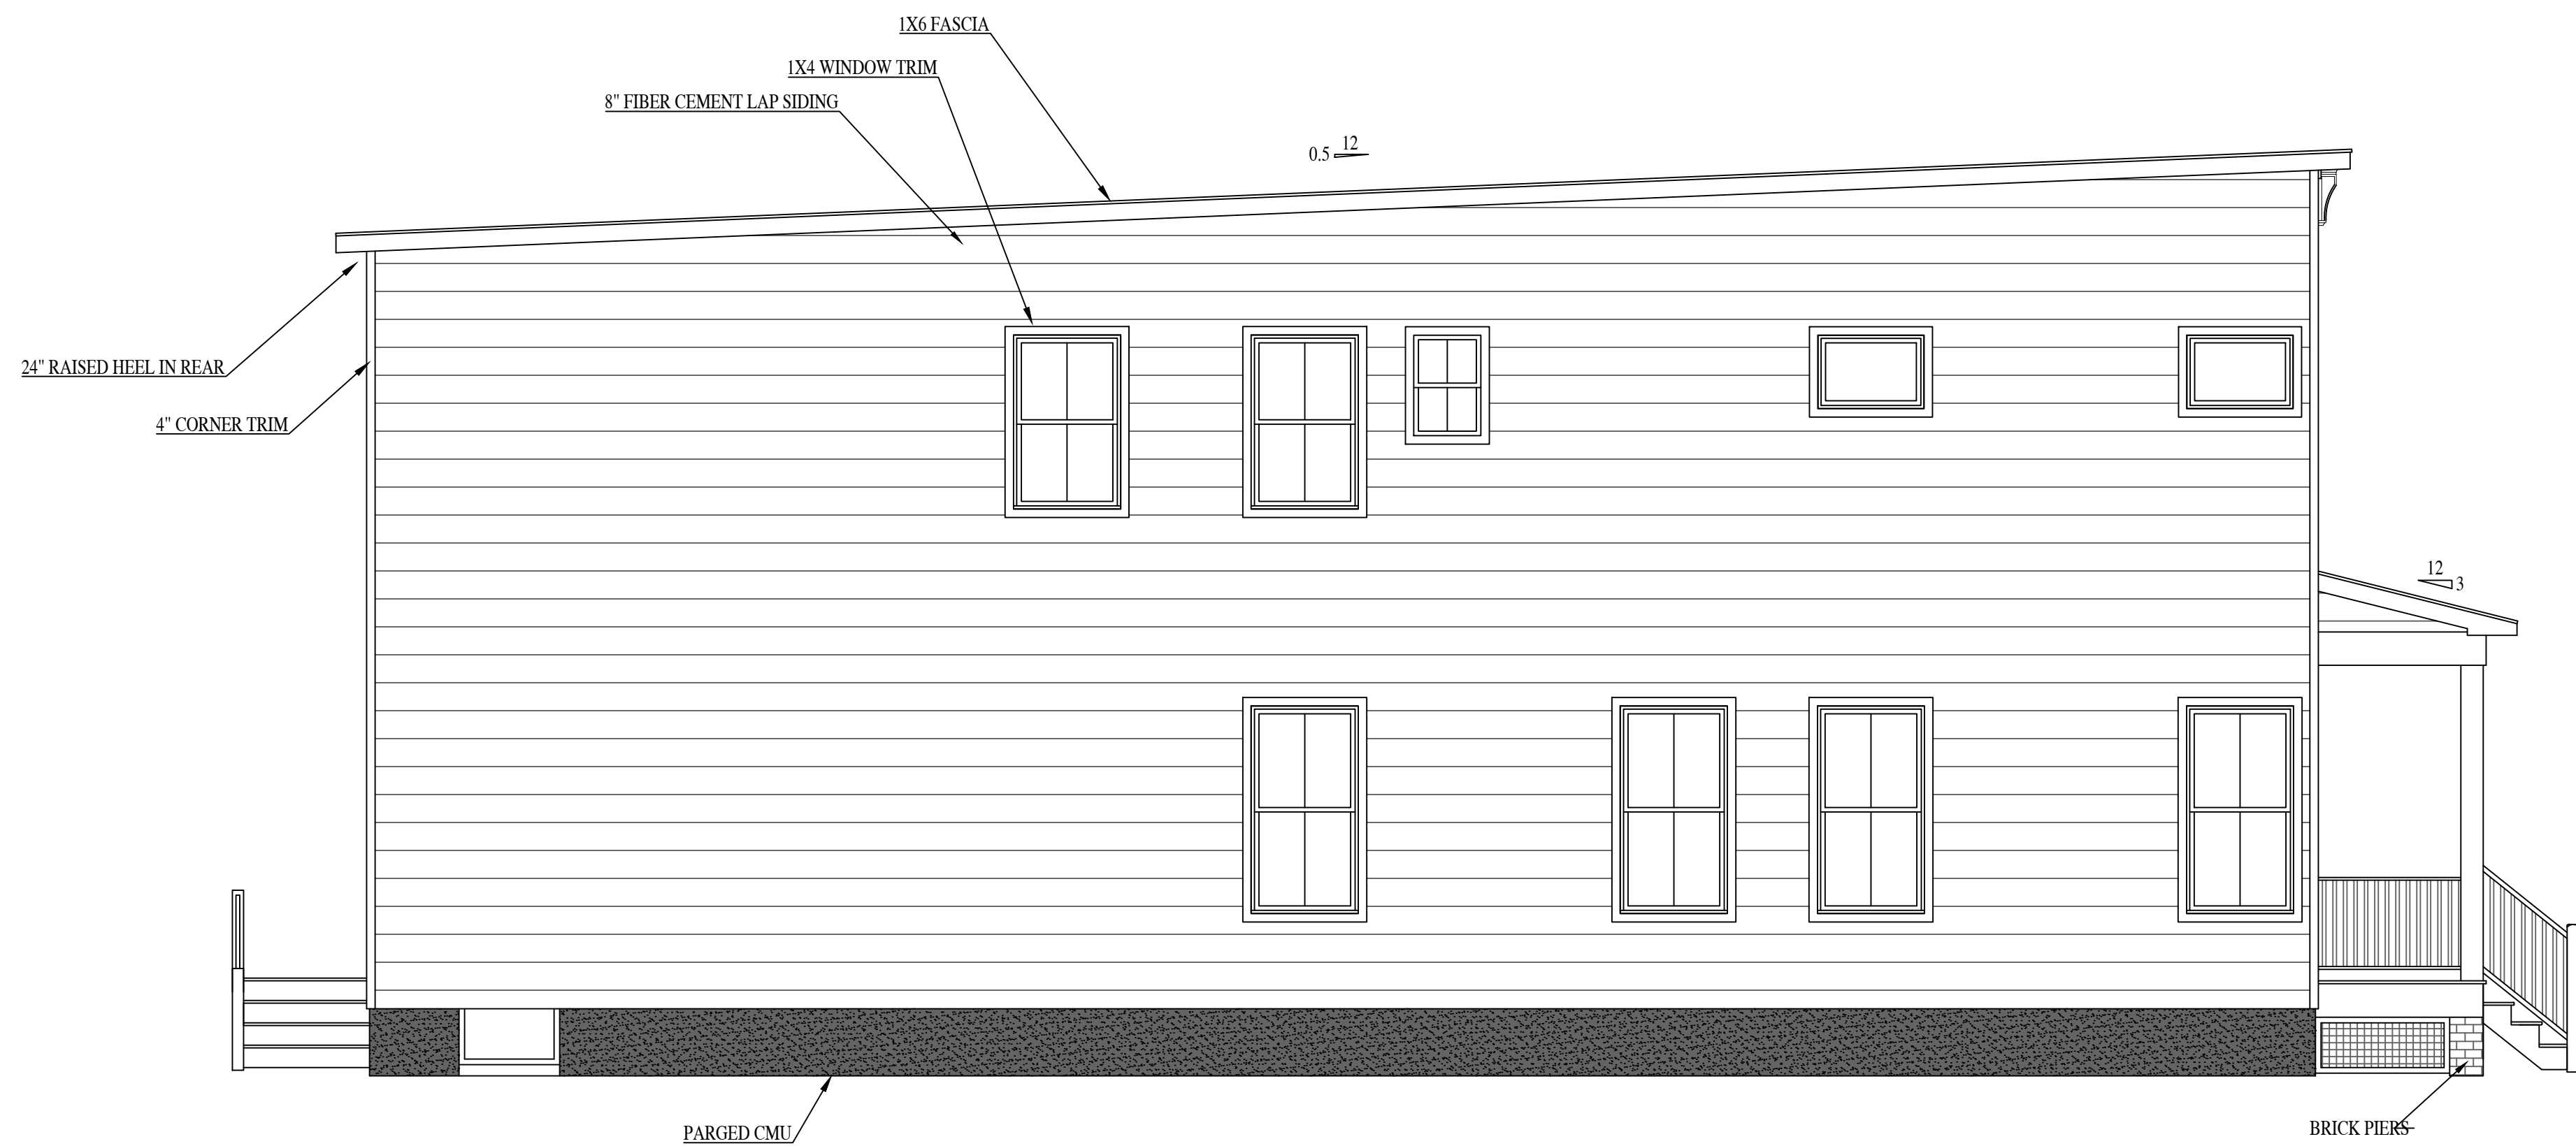 1X6 FASCIA
1X4 WINDOW TRIM
8" FIBER CEMENT LAP SIDING
12
0.5
24" RAISED HEEL IN REAR
4" CORNER TRIM
12
3
PARGED CMU
BRICK PIERS